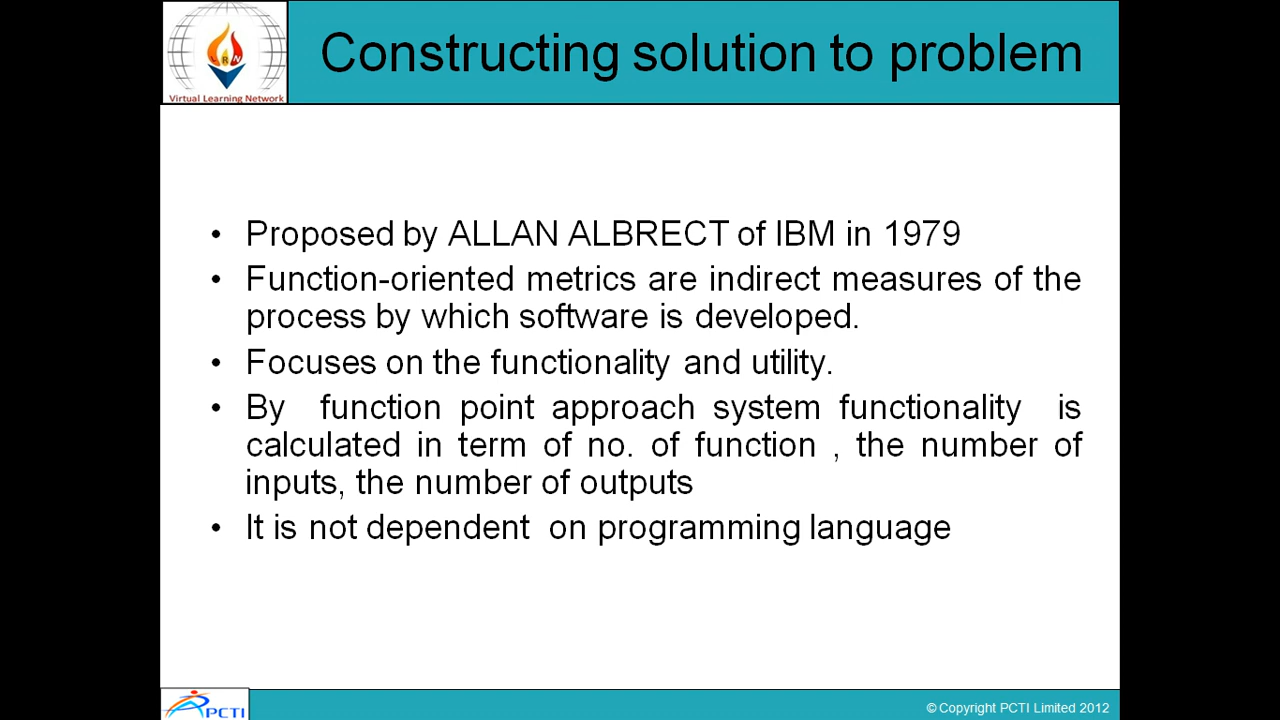 Constructing solution to problem
LRN
Virtual Learning Network
• Proposed by ALLAN ALBRECT of IBM in 1979
• Function-oriented metrics are indirect measures of the
process by which software is developed.
• Focuses on the functionality and utility.
• By function point approach system functionality is
calculated in term of no. of function , the number of
inputs, the number of outputs
• It is not dependent on programming language
PCTI
© Copyright PCTI Limited 2012